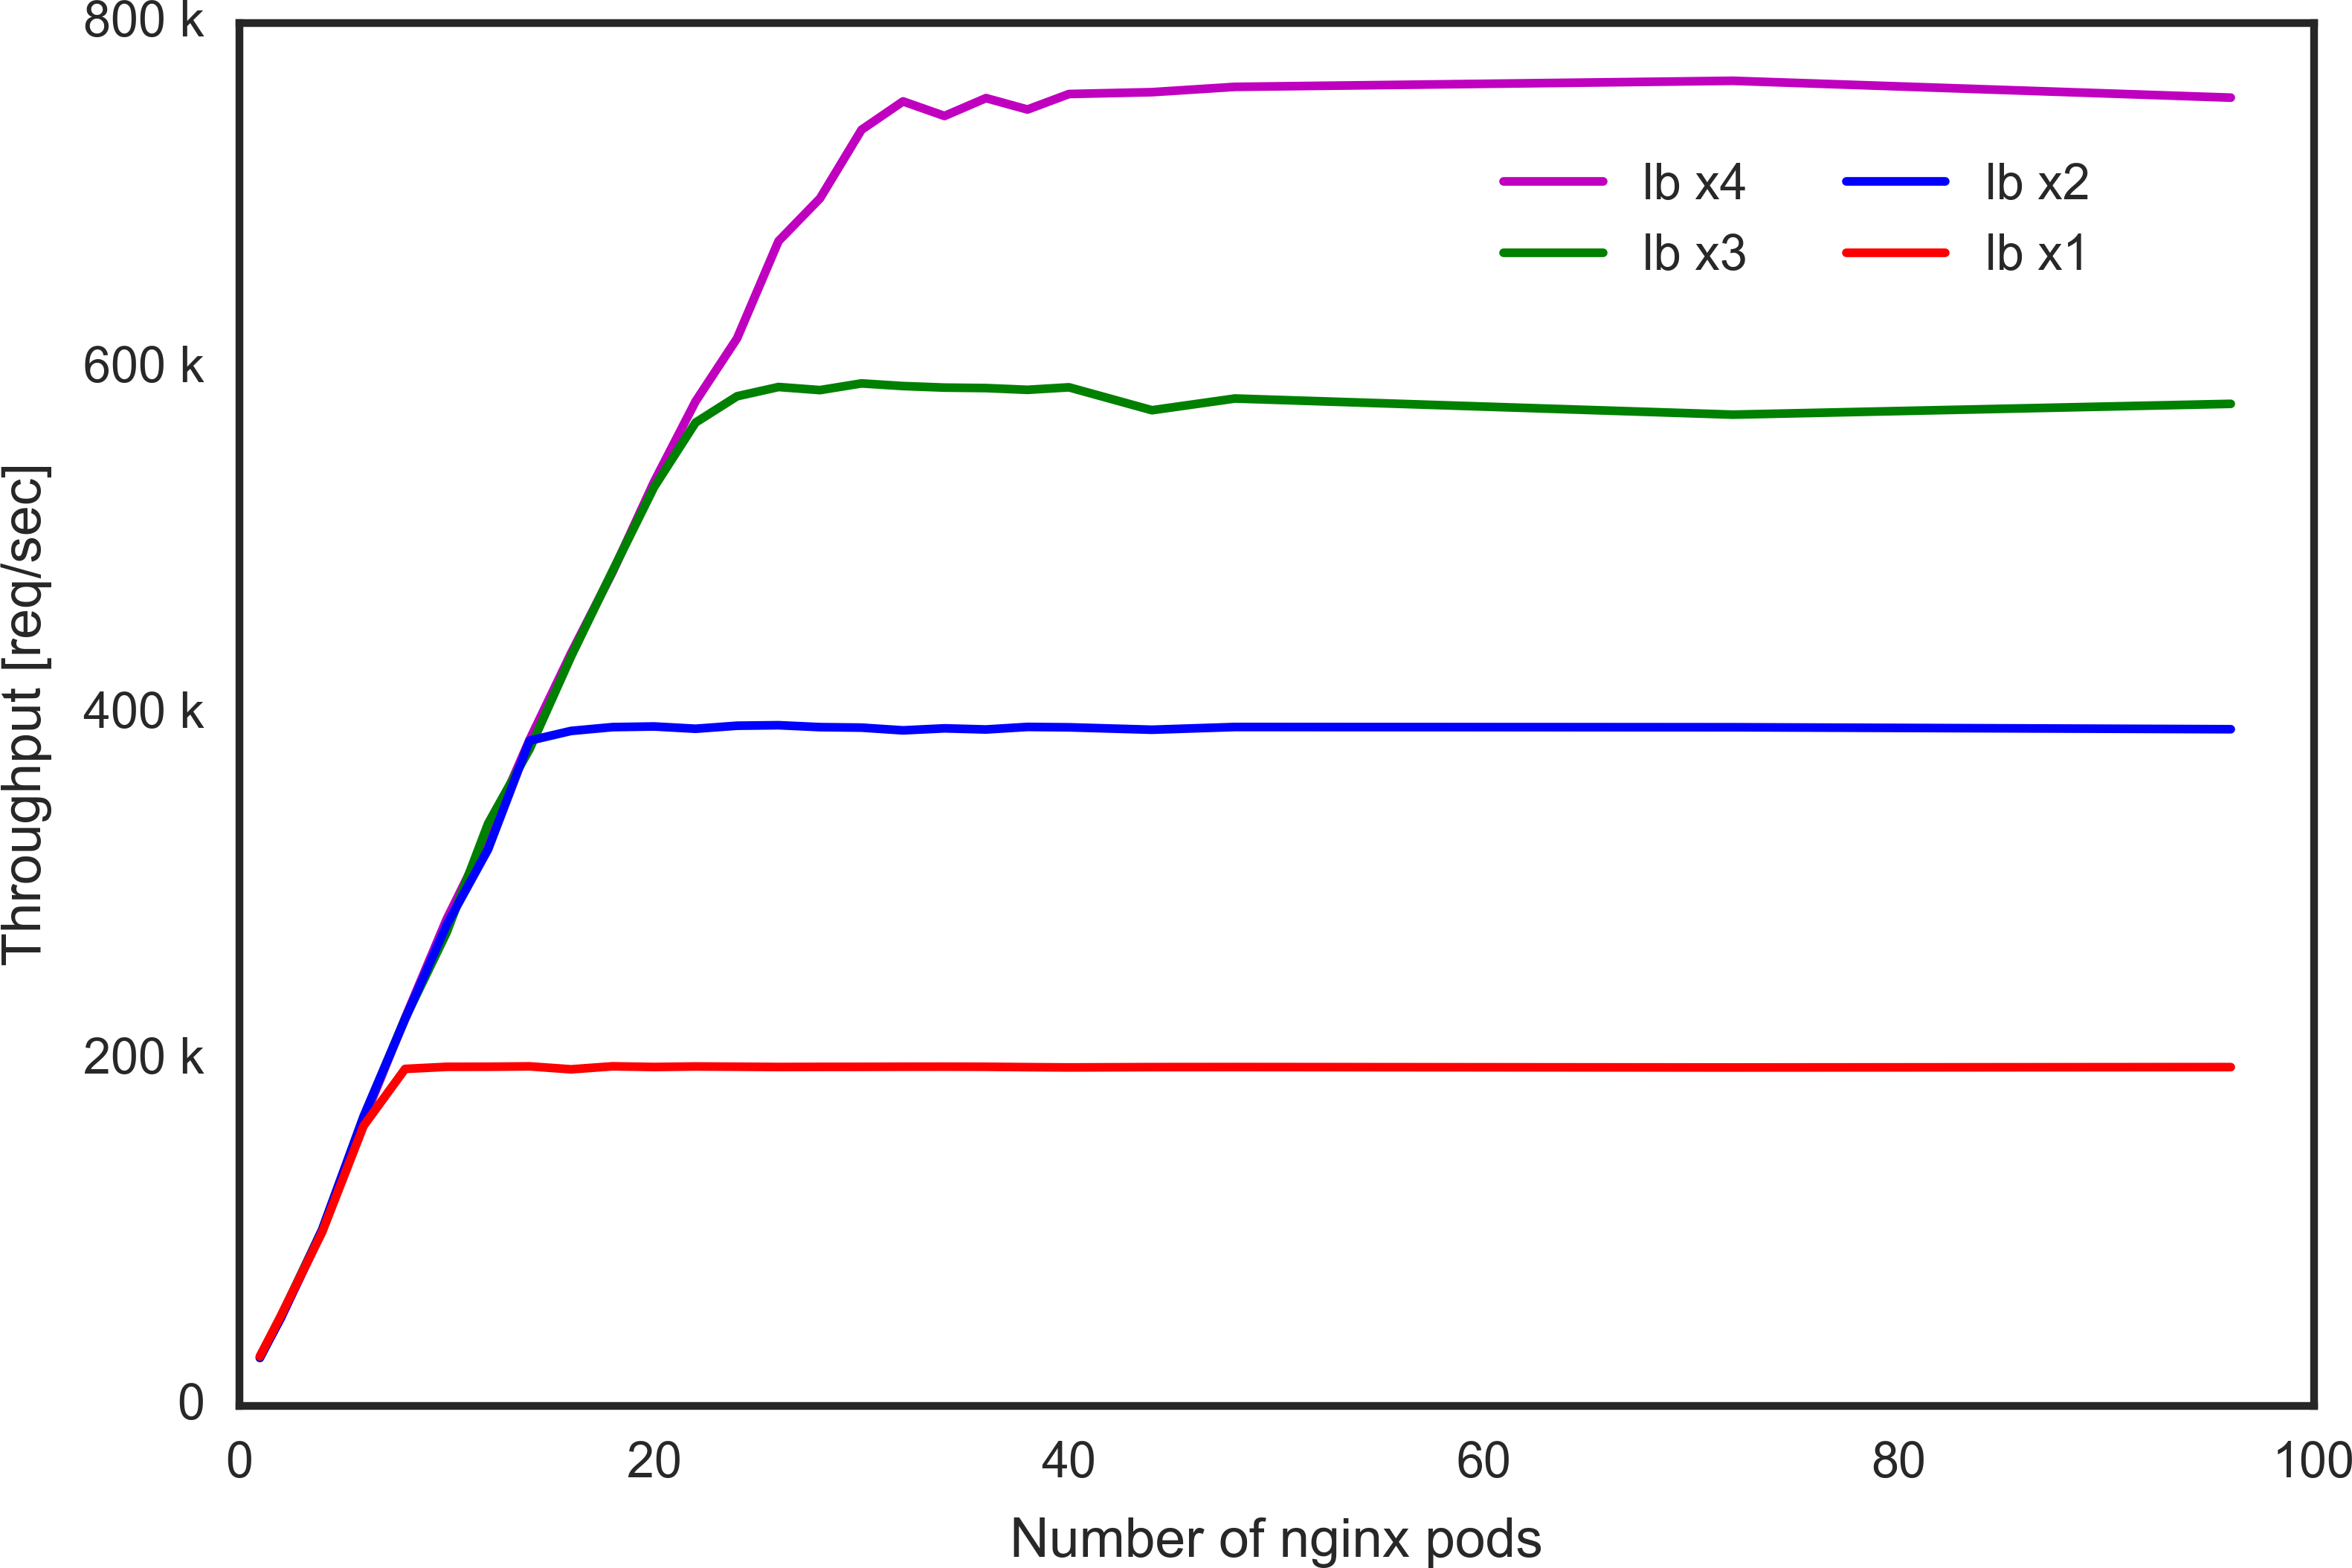 800 k
600 k
400 k
200 k
0
Throughput [req/sec]
lb x4
lb x2
lb x3
lb x1
0 20 40 60 80 100
Number of nginx pods